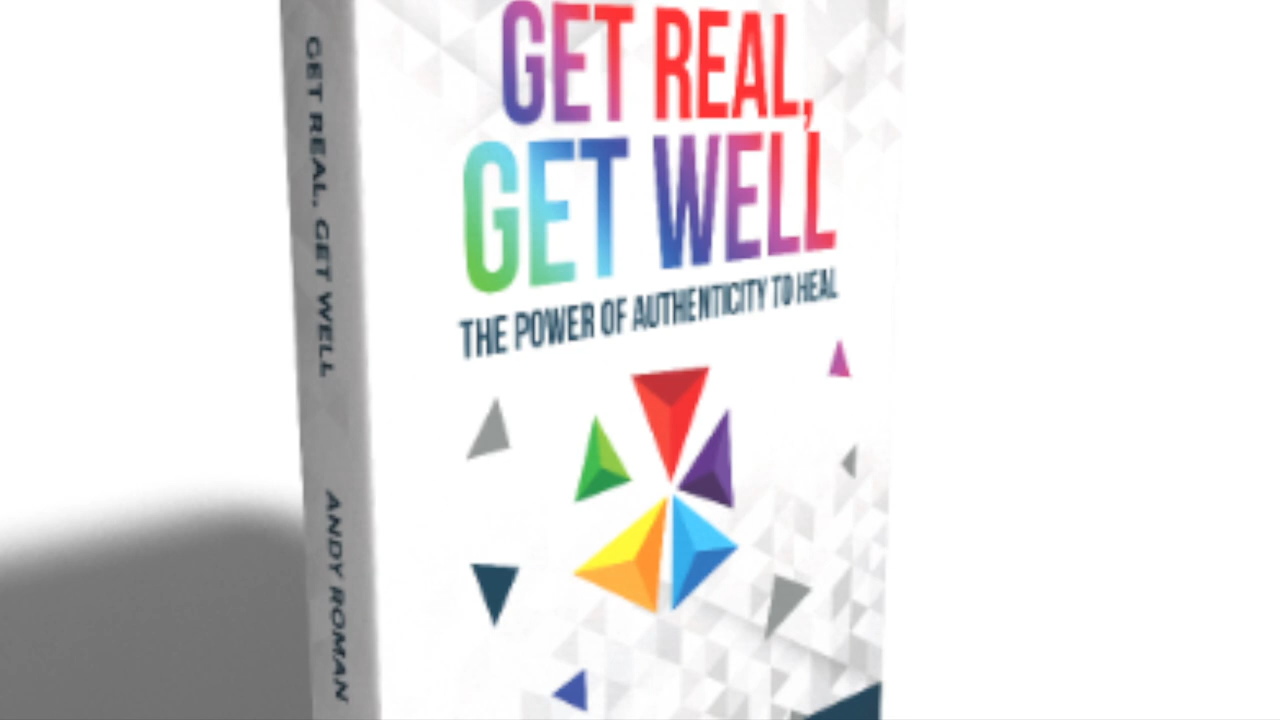 GET REAL. GET WELL
ANDY ROMAN
GET REAL,
GET WELL
THE POWER OF AUTHENTICITY TO HEAL